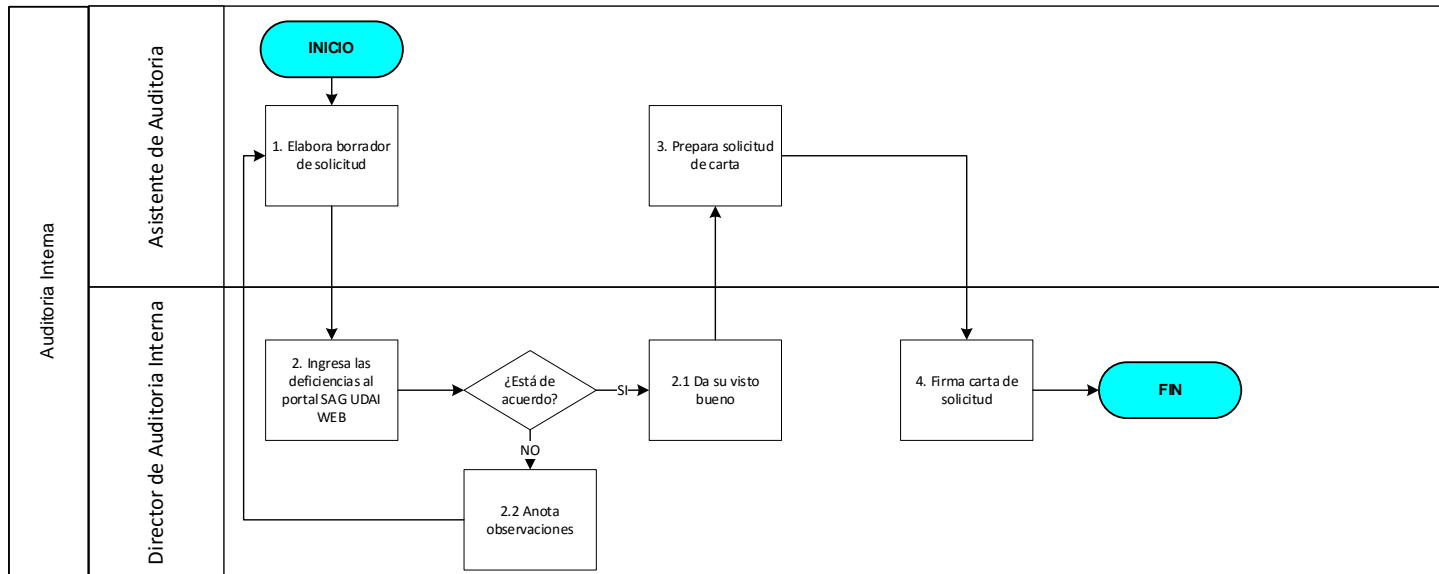 Auditoria Interna
Asistente de Auditoria
INICIO
1. Elabora borrador
de solicitud
3. Prepara solicitud
de carta
Director de Auditoria Interna
2. Ingresa las
deficiencias al
portal SAG UDAI
WEB
¿Está de
acuerdo?
SI
2.1 Da su visto
bueno
4. Firma carta de
solicitud
FIN
NO
2.2 Anota
observaciones